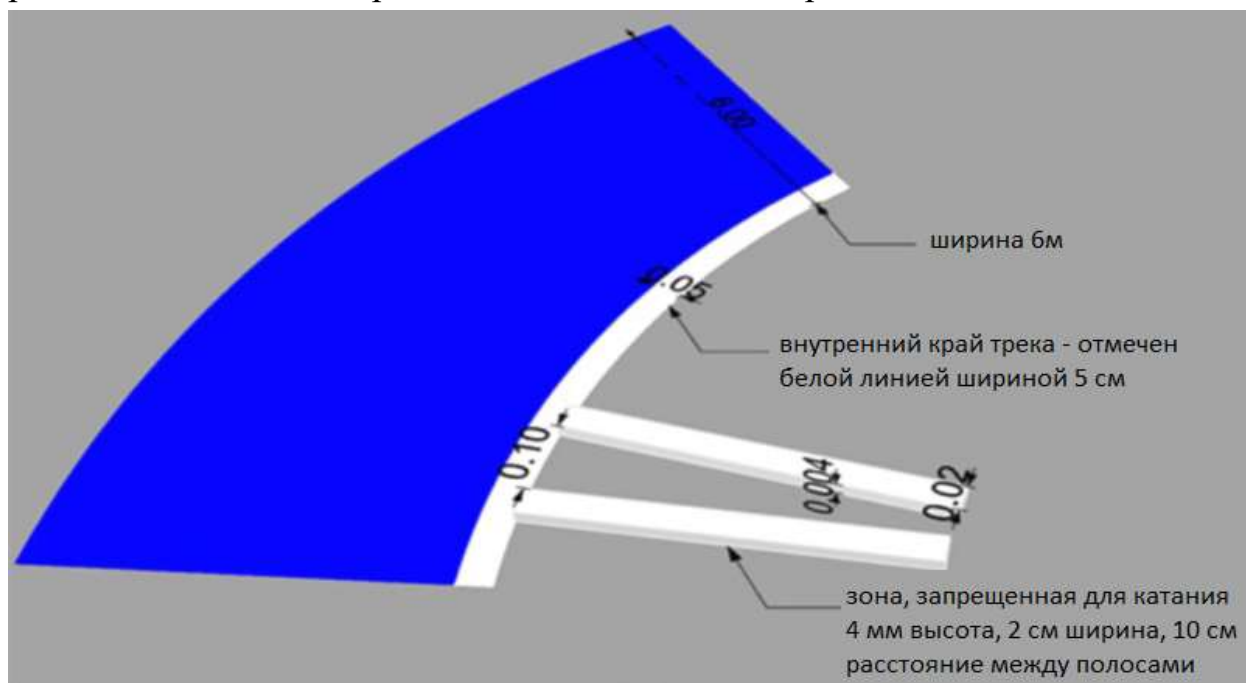 6.00
ширина 6м
0.05
внутренний край трека - отмечен
белой линией шириной 5 см
0.10
0.004
0.02
зона, запрещенная для катания
4 мм высота, 2 см ширина, 10 см
расстояние между полосами